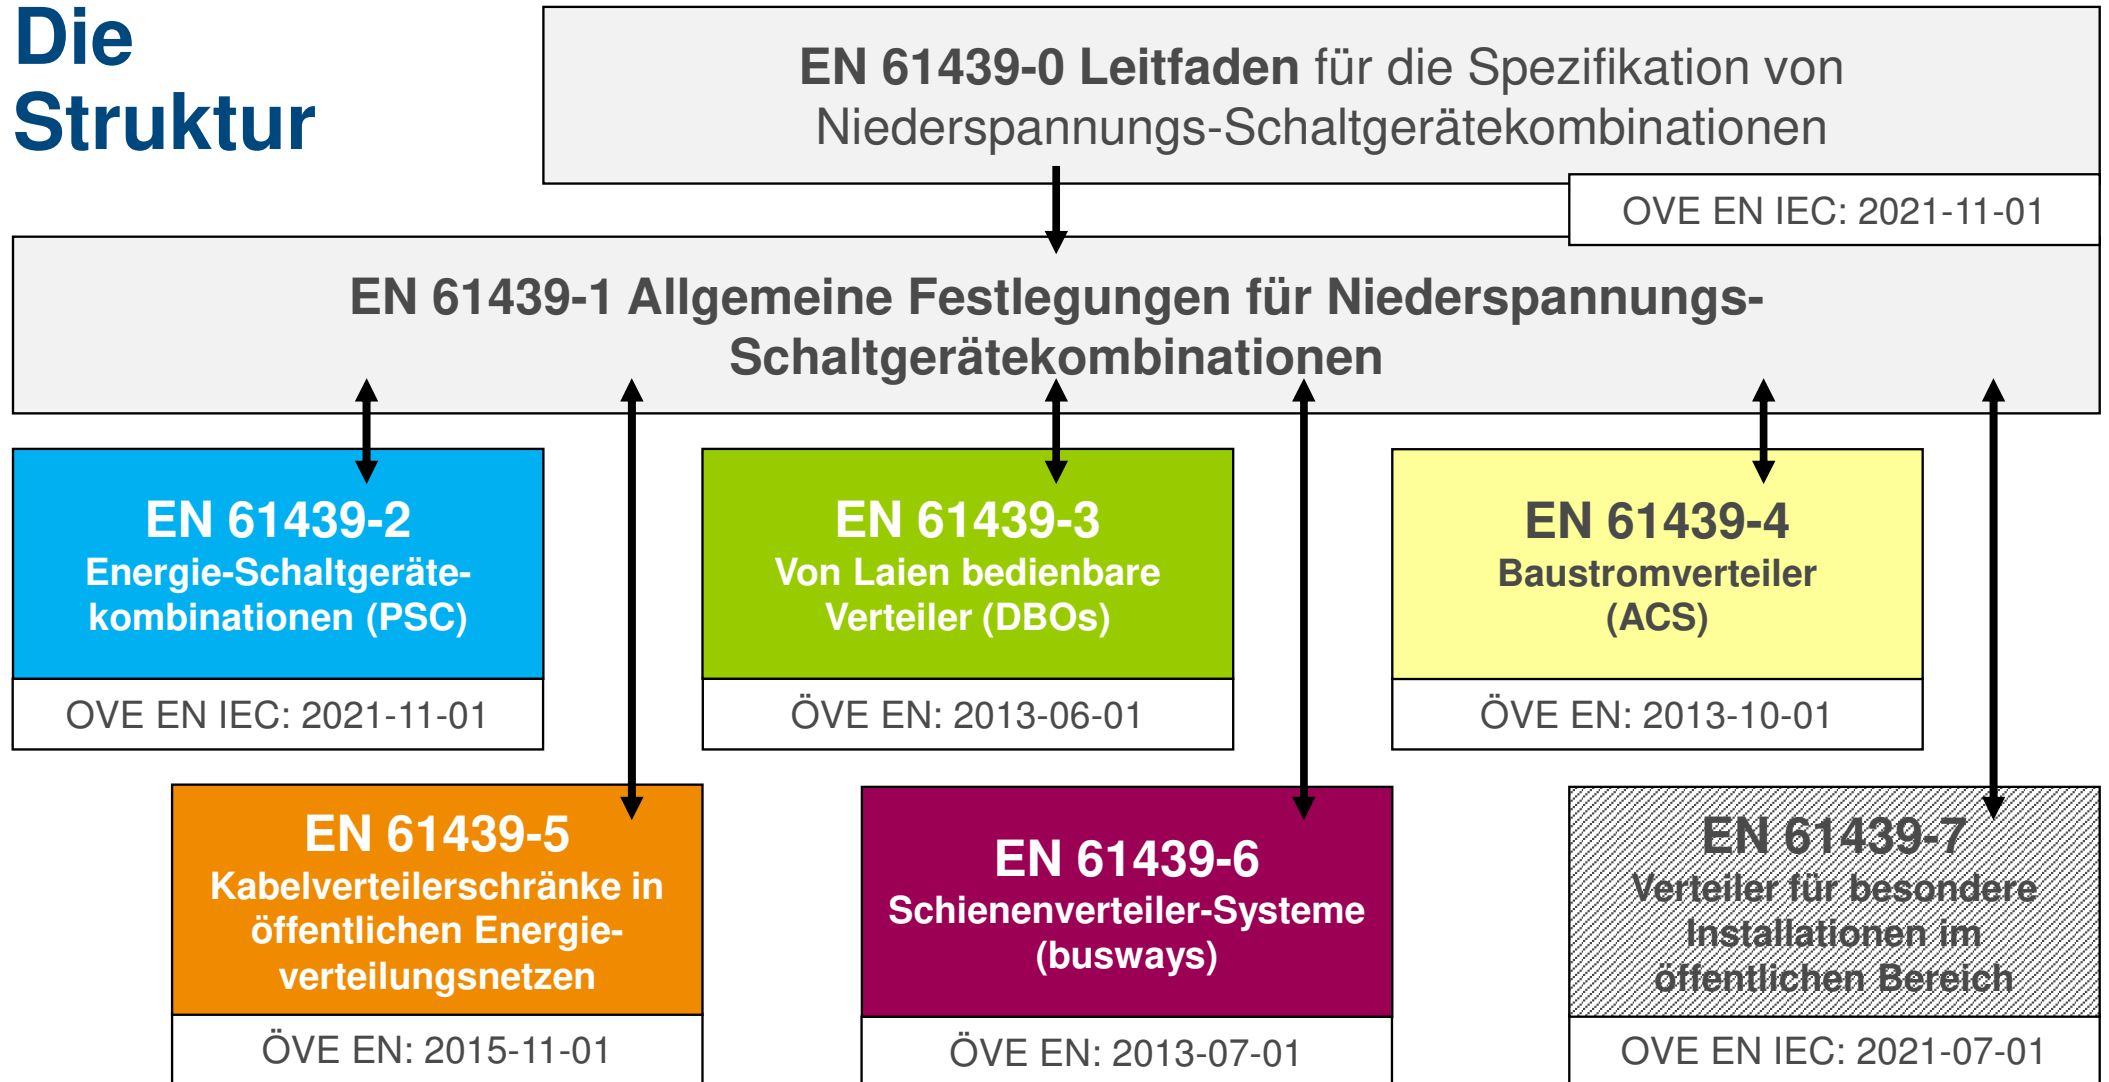 Die
Struktur
EN 61439-0 Leitfaden für die Spezifikation von
Niederspannungs-Schaltgerätekombinationen
OVE EN IEC: 2021-11-01
EN 61439-1 Allgemeine Festlegungen für Niederspannungs-
Schaltgerätekombinationen
EN 61439-2
Energie-Schaltgeräte-
kombinationen (PSC)
OVE EN IEC: 2021-11-01
EN 61439-3
Von Laien bedienbare
Verteiler (DBOs)
ÖVE EN: 2013-06-01
EN 61439-4
Baustromverteiler
(ACS)
ÖVE EN: 2013-10-01
EN 61439-5
Kabelverteilerschränke in
öffentlichen Energie-
verteilungsnetzen
ÖVE EN: 2015-11-01
EN 61439-6
Schienenverteiler-Systeme
(busways)
ÖVE EN: 2013-07-01
EN 61439-7
Verteiler für besondere
Installationen im
öffentlichen Bereich
OVE EN IEC: 2021-07-01